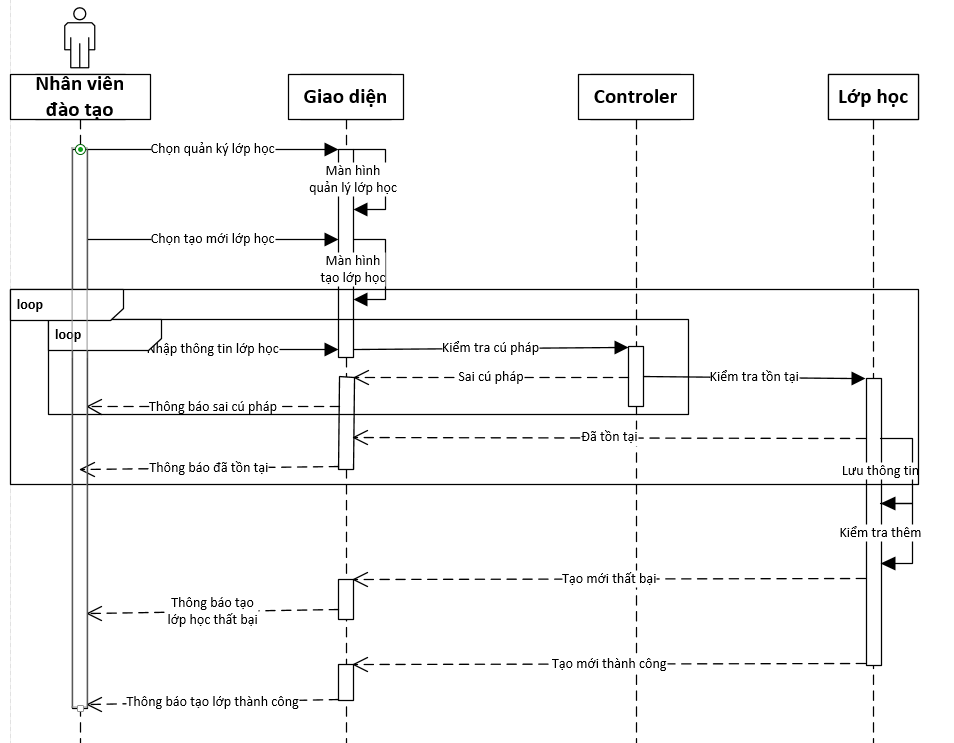 Nhân viên
đào tạo
Giao diện
Controler
Lớp học
Chọn quản ký lớp học
Màn hình
quản lý lớp học
Chọn tạo mới lớp học
Màn hình
tạo lớp học
loop
loop
Nhập thông tin lớp học
Kiểm tra cú pháp
Sai cú pháp
Kiểm tra tồn tại
Thông báo sai cú pháp
Đã tồn tại
Thông báo đã tồn tại
Lưu thông tin
Kiểm tra thêm
Tạo mới thất bại
Thông báo tạo
lớp học thất bại
Tạo mới thành công
Thông báo tạo lớp thành công